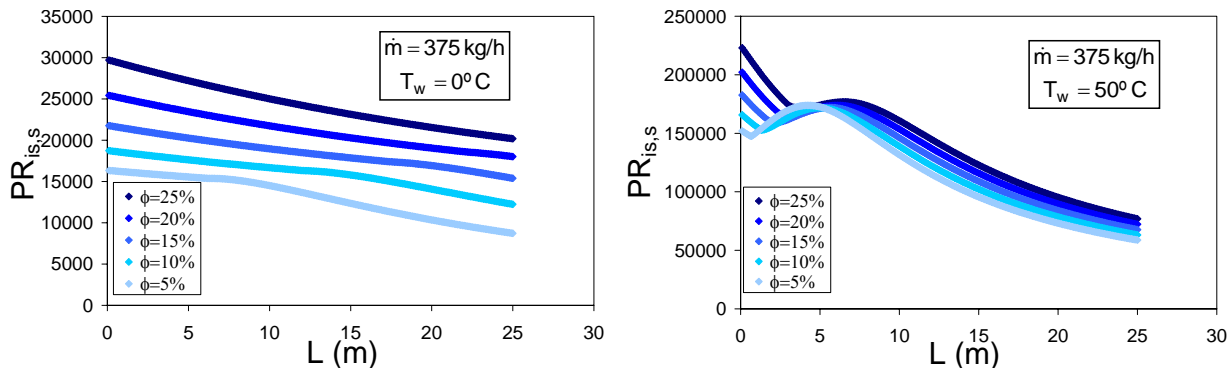 35000
30000
25000
20000
15000
10000
5000
0
PR_is,s
ṁ = 375 kg/h
T_w = 0º C
ϕ=25%
ϕ=20%
ϕ=15%
ϕ=10%
ϕ=5%
0 5 10 15 20 25 30
L (m)
250000
200000
150000
100000
50000
0
PR_is,s
ṁ = 375 kg/h
T_w = 50º C
ϕ=25%
ϕ=20%
ϕ=15%
ϕ=10%
ϕ=5%
0 5 10 15 20 25 30
L (m)